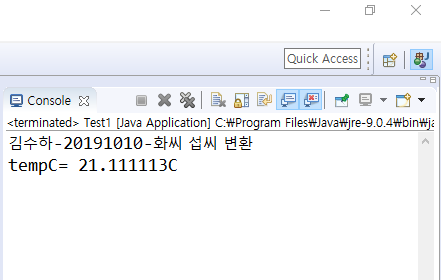 Quick Access
Console
<terminated> Test1 [Java Application] C:₩Program Files₩Java₩jre-9.0.4₩bin₩ja
김수하-20191010-화씨 섭씨 변환
tempC= 21.111113C